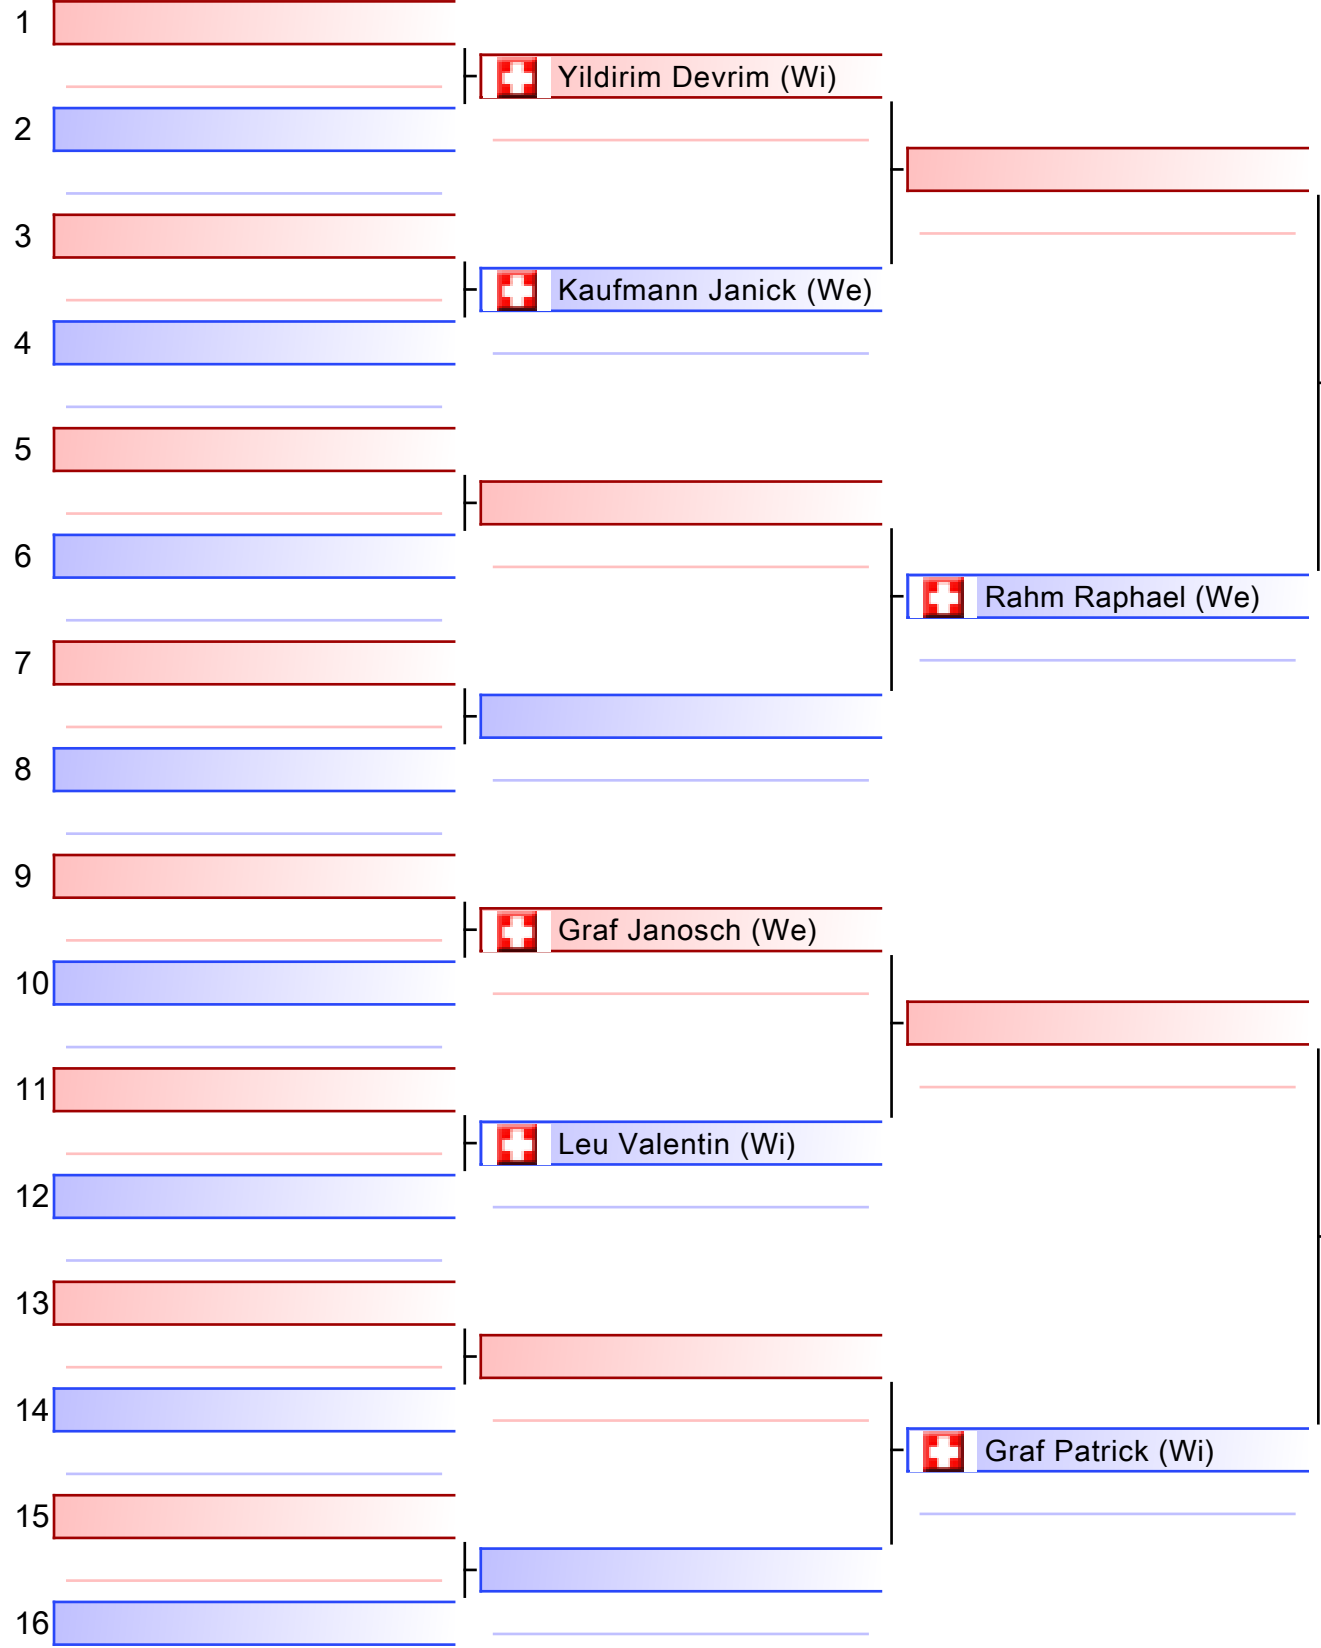 1
Yildirim Devrim (Wi)
2
3
Kaufmann Janick (We)
4
5
6
Rahm Raphael (We)
7
8
9
Graf Janosch (We)
10
11
Leu Valentin (Wi)
12
13
14
Graf Patrick (Wi)
15
16